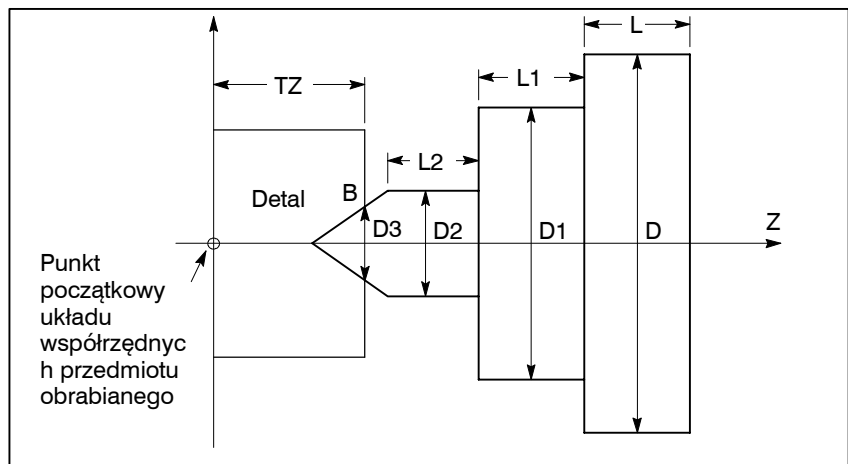 L
L1
TZ
L2
Detal
B
Z
D3
D2
D1
D
Punkt
początkowy
układu
współrzędnyc
h przedmiotu
obrabianego